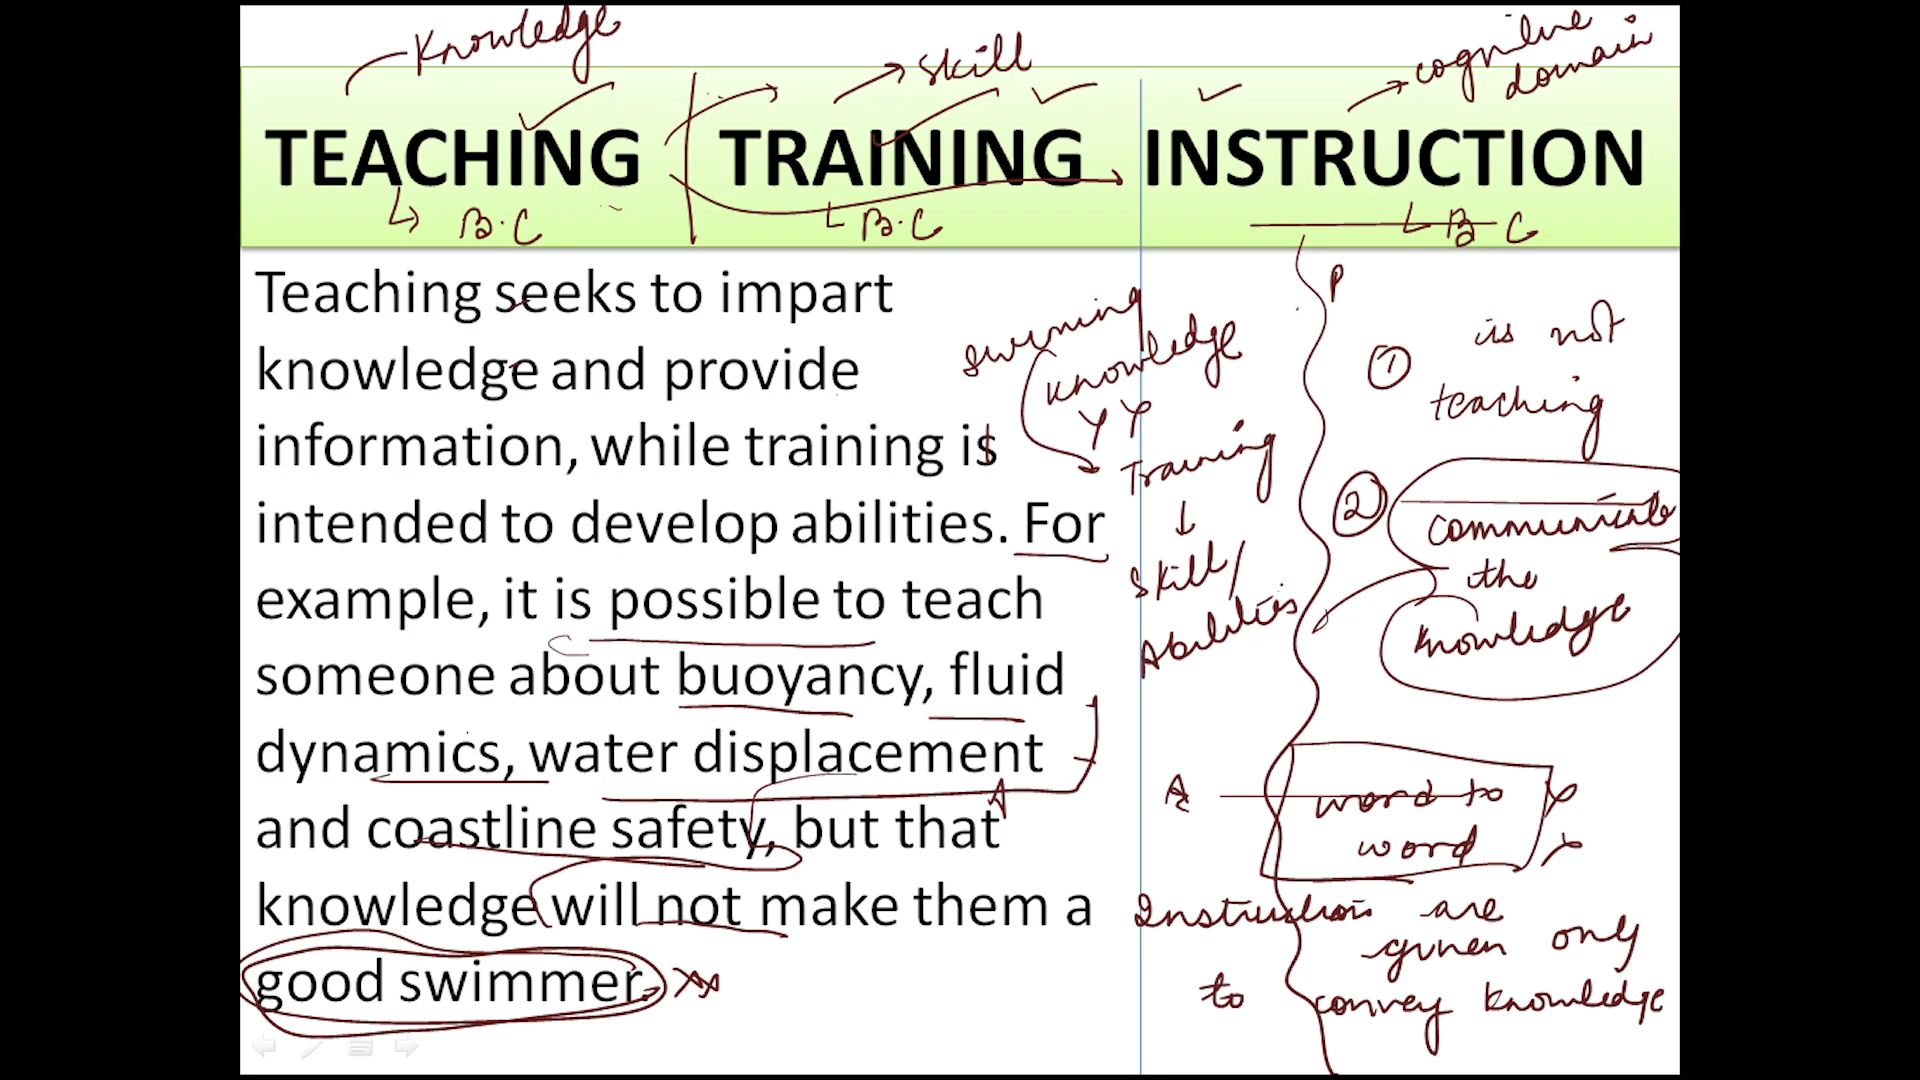 Knowledge
Skill
cognitive
domain
TEACHING TRAINING INSTRUCTION
B.C B.C B C
Teaching seeks to impart
knowledge and provide
information, while training is
intended to develop abilities. For
example, it is possible to teach
someone about buoyancy, fluid
dynamics, water displacement
and coastline safety, but that
knowledge will not make them a
good swimmer.
swiming
knowledge
Training
Skill/
Abilities
P
① is not
teaching
② communicate
the
knowledge
word to
word
Instructions are
given only
to convey knowledge